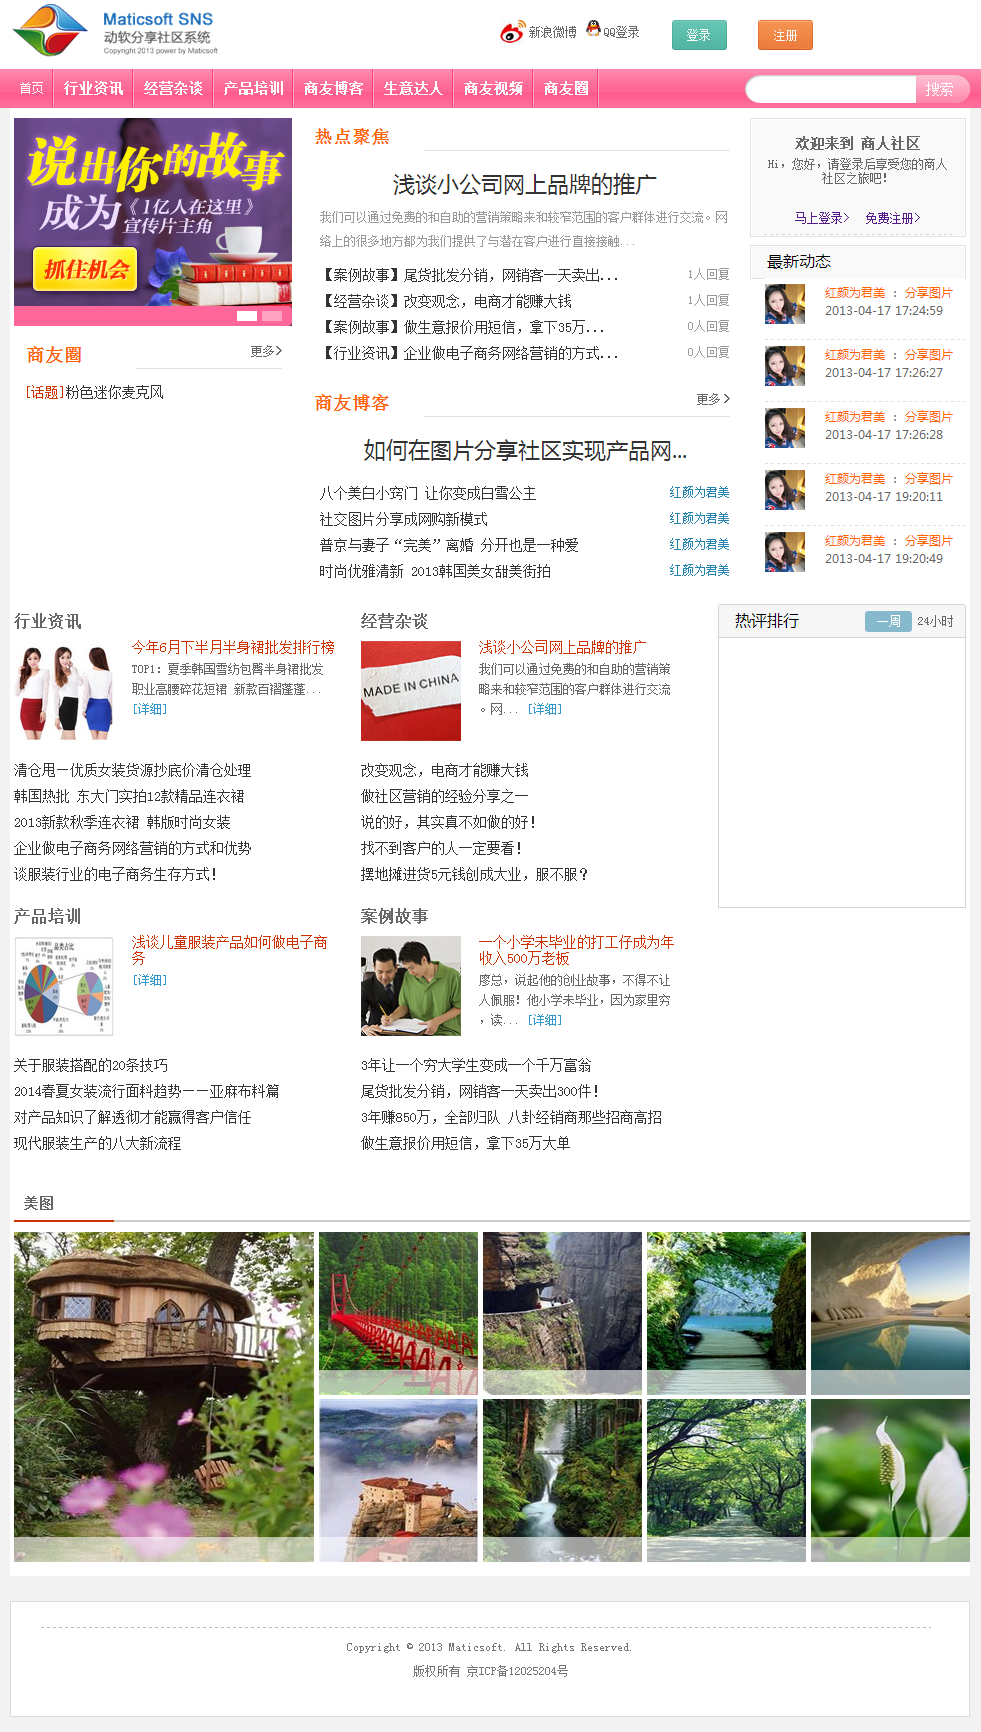 Maticsoft SNS
动软分享社区系统
Copyright 2013 power by Maticsoft
新浪微博 QQ登录 登录 注册
首页 行业资讯 经营杂谈 产品培训 商友博客 生意达人 商友视频 商友圈 搜索
说出你的故事
成为《1亿人在这里》
宣传片主角
抓住机会
商友圈 更多>
[话题]粉色迷你麦克风
热点聚焦
浅谈小公司网上品牌的推广
我们可以通过免费的和自助的营销策略来和较窄范围的客户群体进行交流。网
络上的很多地方都为我们提供了与潜在客户进行直接接触...
【案例故事】尾货批发分销，网销客一天卖出... 1人回复
【经营杂谈】改变观念，电商才能赚大钱 1人回复
【案例故事】做生意报价用短信，拿下35万... 0人回复
【行业资讯】企业做电子商务网络营销的方式... 0人回复
商友博客 更多>
如何在图片分享社区实现产品网...
八个美白小窍门 让你变成白雪公主 红颜为君美
社交图片分享成网购新模式 红颜为君美
普京与妻子“完美”离婚 分开也是一种爱 红颜为君美
时尚优雅清新 2013韩国美女甜美街拍 红颜为君美
欢迎来到 商人社区
Hi，您好，请登录后享受您的商人
社区之旅吧！
马上登录> 免费注册>
最新动态
红颜为君美 : 分享图片
2013-04-17 17:24:59
红颜为君美 : 分享图片
2013-04-17 17:26:27
红颜为君美 : 分享图片
2013-04-17 17:26:28
红颜为君美 : 分享图片
2013-04-17 19:20:11
红颜为君美 : 分享图片
2013-04-17 19:20:49
行业资讯
今年6月下半月半身裙批发排行榜
TOP1：夏季韩国雪纺包臀半身裙批发
职业高腰碎花短裙 新款百褶蓬蓬...
[详细]
清仓甩一优质女装货源抄底价清仓处理
韩国热批 东大门实拍12款精品连衣裙
2013新款秋季连衣裙 韩版时尚女装
企业做电子商务网络营销的方式和优势
谈服装行业的电子商务生存方式！
经营杂谈
浅谈小公司网上品牌的推广
我们可以通过免费的和自助的营销策
略来和较窄范围的客户群体进行交流
。网... [详细]
MADE IN CHINA
改变观念，电商才能赚大钱
做社区营销的经验分享之一
说的好，其实真不如做的好！
找不到客户的人一定要看！
摆地摊进货5元钱创成大业，服不服？
热评排行 一周 24小时
产品培训
品类占比
浅谈儿童服装产品如何做电子商
务
[详细]
关于服装搭配的20条技巧
2014春夏女装流行面料趋势一一亚麻布料篇
对产品知识了解透彻才能赢得客户信任
现代服装生产的八大新流程
案例故事
一个小学未毕业的打工仔成为年
收入500万老板
廖总，说起他的创业故事，不得不让
人佩服！他小学未毕业，因为家里穷
，读... [详细]
3年让一个穷大学生变成一个千万富翁
尾货批发分销，网销客一天卖出300件！
3年赚850万，全部归队 八卦经销商那些招商高招
做生意报价用短信，拿下35万大单
美图
Copyright © 2013 Maticsoft. All Rights Reserved.
版权所有 京ICP备12025204号